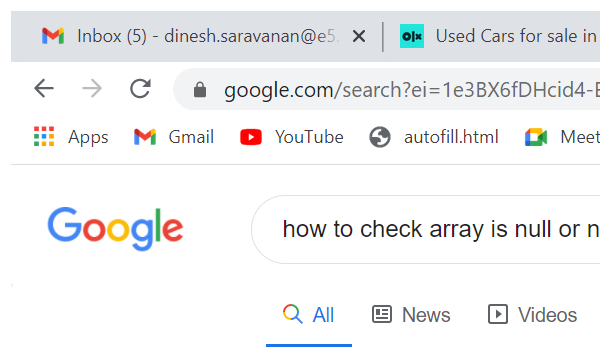 Inbox (5) - dinesh.saravanan@e5 olx Used Cars for sale in
google.com/search?ei=1e3BX6fDHcid4-
Apps Gmail YouTube autofill.html Meet
Google how to check array is null or n
All News Videos